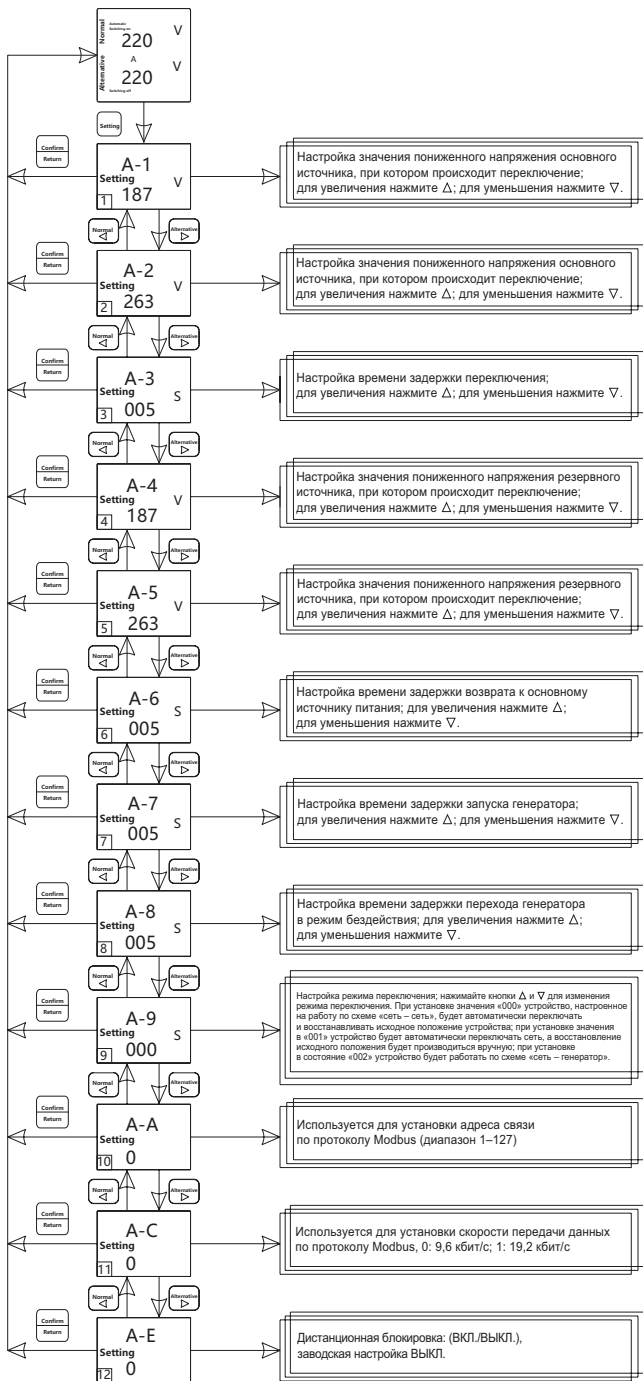 Normal
Automatic
Switching on
220 V
A
Alternative
220 V
Switching off
Setting
Confirm
Return
A-1
Setting
1 187 V
Настройка значения пониженного напряжения основного
источника, при котором происходит переключение;
для увеличения нажмите △; для уменьшения нажмите ▽.
Normal
◁
Alternative
▷
Confirm
Return
A-2
Setting
2 263 V
Настройка значения пониженного напряжения основного
источника, при котором происходит переключение;
для увеличения нажмите △; для уменьшения нажмите ▽.
Normal
◁
Alternative
▷
Confirm
Return
A-3
Setting
3 005 S
Настройка времени задержки переключения;
для увеличения нажмите △; для уменьшения нажмите ▽.
Normal
◁
Alternative
▷
Confirm
Return
A-4
Setting
4 187 V
Настройка значения пониженного напряжения резервного
источника, при котором происходит переключение;
для увеличения нажмите △; для уменьшения нажмите ▽.
Normal
◁
Alternative
▷
Confirm
Return
A-5
Setting
5 263 V
Настройка значения пониженного напряжения резервного
источника, при котором происходит переключение;
для увеличения нажмите △; для уменьшения нажмите ▽.
Normal
◁
Alternative
▷
Confirm
Return
A-6
Setting
6 005 S
Настройка времени задержки возврата к основному
источнику питания; для увеличения нажмите △;
для уменьшения нажмите ▽.
Normal
◁
Alternative
▷
Confirm
Return
A-7
Setting
7 005 S
Настройка времени задержки запуска генератора;
для увеличения нажмите △; для уменьшения нажмите ▽.
Normal
◁
Alternative
▷
Confirm
Return
A-8
Setting
8 005 S
Настройка времени задержки перехода генератора
в режим бездействия; для увеличения нажмите △;
для уменьшения нажмите ▽.
Normal
◁
Alternative
▷
Confirm
Return
A-9
Setting
9 000 S
Настройка режима переключения; нажимайте кнопки △ и ▽ для изменения
режима переключения. При установке значения «000» устройство, настроенное
на работу по схеме «сеть – сеть», будет автоматически переключать
и восстанавливать исходное положение устройства; при установке значения
в «001» устройство будет автоматически переключать сеть, а восстановление
исходного положения будет производиться вручную; при установке
в состояние «002» устройство будет работать по схеме «сеть – генератор».
Normal
◁
Alternative
▷
Confirm
Return
A-A
Setting
10 0
Используется для установки адреса связи
по протоколу Modbus (диапазон 1–127)
Normal
◁
Alternative
▷
Confirm
Return
A-C
Setting
11 0
Используется для установки скорости передачи данных
по протоколу Modbus, 0: 9,6 кбит/с; 1: 19,2 кбит/с
Normal
◁
Alternative
▷
Confirm
Return
A-E
Setting
12 0
Дистанционная блокировка: (ВКЛ./ВЫКЛ.),
заводская настройка ВЫКЛ.